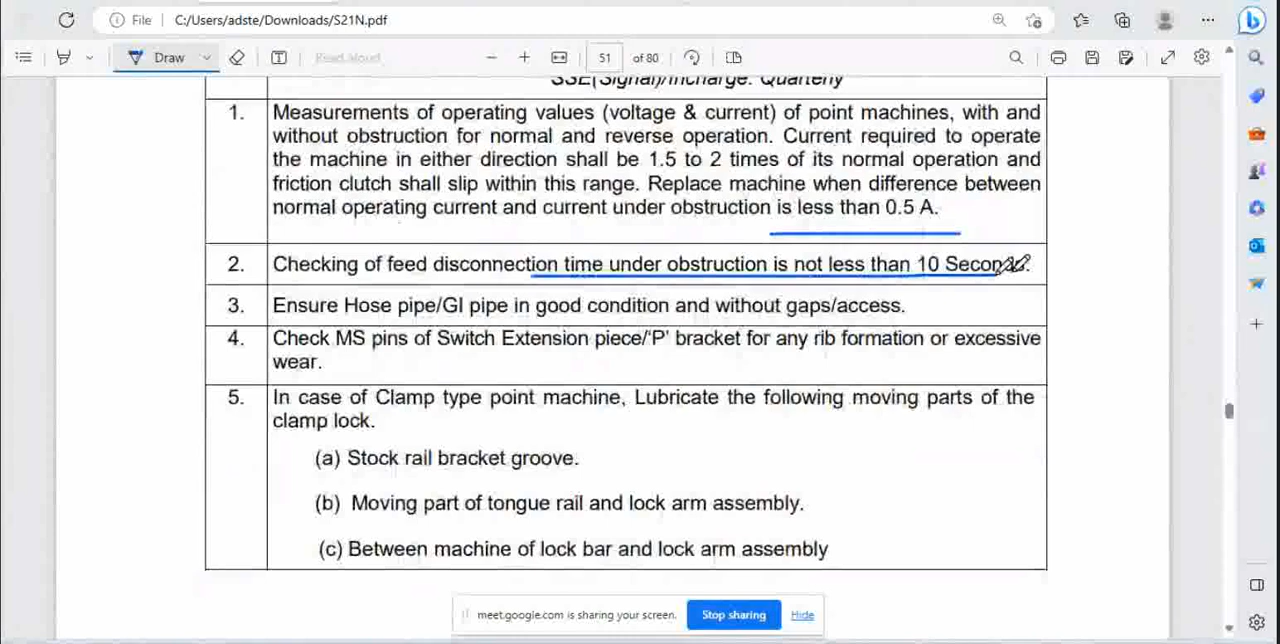 File
C:/Users/adste/Downloads/S21N.pdf
Draw
Read aloud
51 of 80
SSE(Signal)/Incharge: Quarterly
1. Measurements of operating values (voltage & current) of point machines, with and
without obstruction for normal and reverse operation. Current required to operate
the machine in either direction shall be 1.5 to 2 times of its normal operation and
friction clutch shall slip within this range. Replace machine when difference between
normal operating current and current under obstruction is less than 0.5 A.
2. Checking of feed disconnection time under obstruction is not less than 10
3. Ensure Hose pipe/GI pipe in good condition and without gaps/access.
4. Check MS pins of Switch Extension piece/‘P’ bracket for any rib formation or excessive
wear.
5. In case of Clamp type point machine, Lubricate the following moving parts of the
clamp lock.
(a) Stock rail bracket groove.
(b) Moving part of tongue rail and lock arm assembly.
(c) Between machine of lock bar and lock arm assembly
meet.google.com is sharing your screen.
Stop sharing
Hide